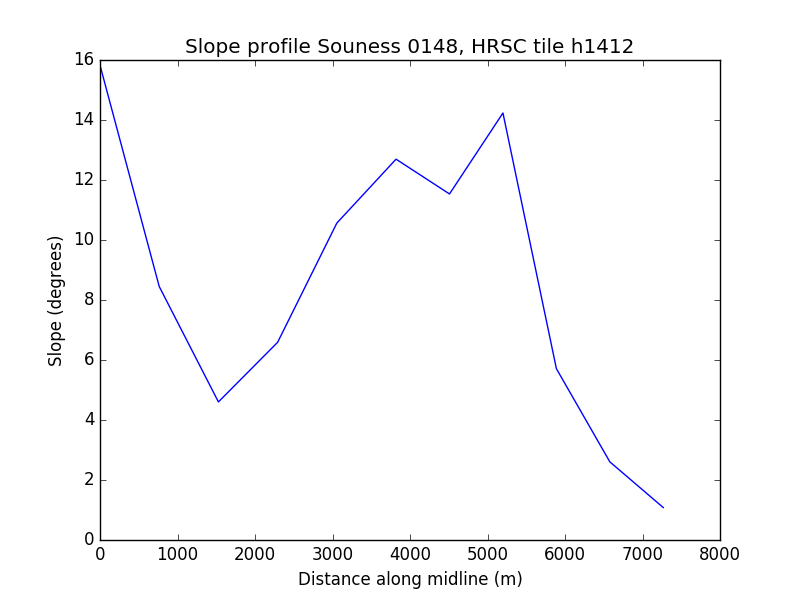 Slope profile Souness 0148, HRSC tile h1412
16
14
12
10
8
6
4
2
0
Slope (degrees)
0 1000 2000 3000 4000 5000 6000 7000 8000
Distance along midline (m)